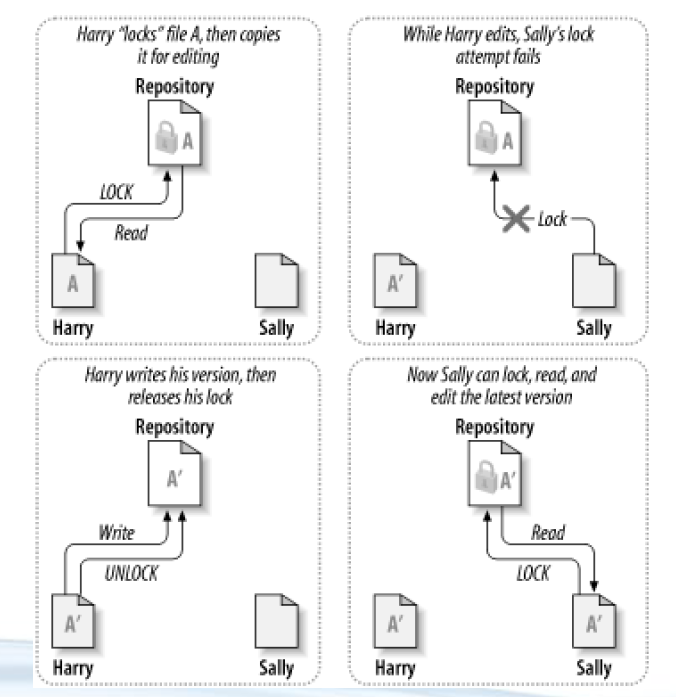 Harry “locks” file A, then copies
it for editing
Repository
A
LOCK
Read
A
Harry
Sally
While Harry edits, Sally’s lock
attempt fails
Repository
A
Lock
A′
Harry
Sally
Harry writes his version, then
releases his lock
Repository
A′
Write
UNLOCK
A′
Harry
Sally
Now Sally can lock, read, and
edit the latest version
Repository
A′
Read
LOCK
A′
A′
Harry
Sally